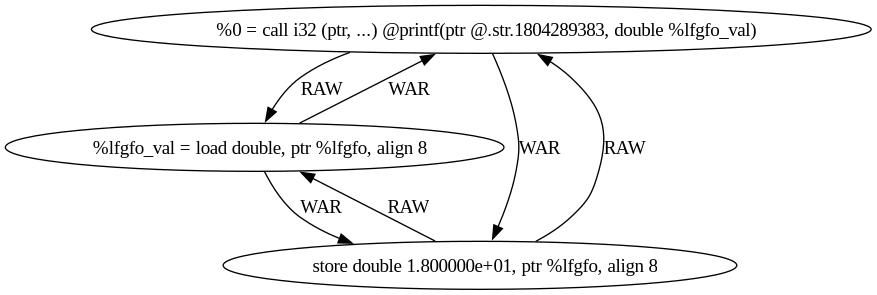 %0 = call i32 (ptr, ...) @printf(ptr @.str.1804289383, double %lfgfo_val)
RAW
WAR
%lfgfo_val = load double, ptr %lfgfo, align 8
WAR
RAW
WAR
RAW
store double 1.800000e+01, ptr %lfgfo, align 8